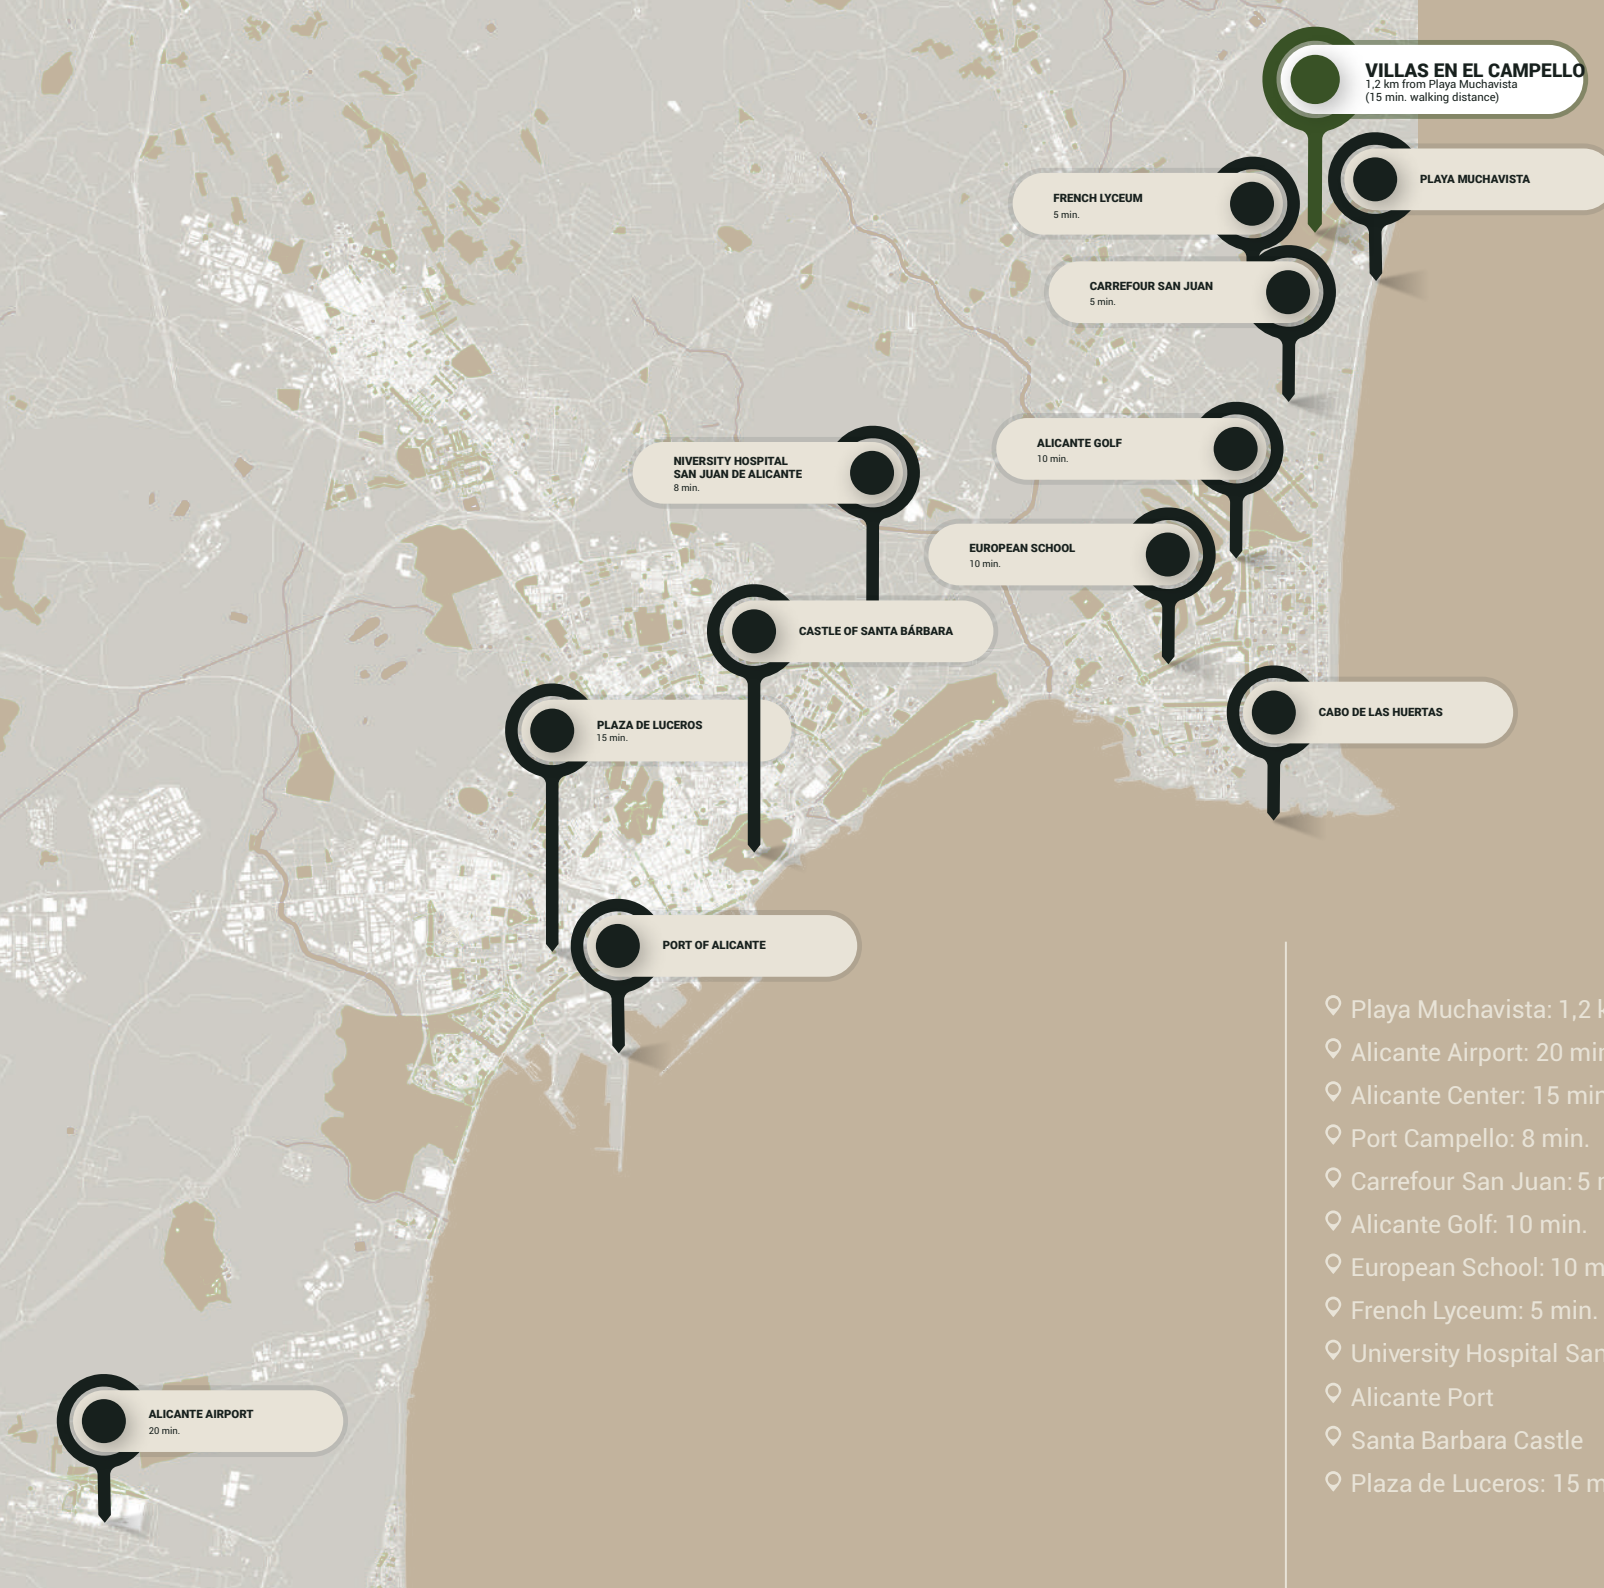 VILLAS EN EL CAMPELLO
1,2 km from Playa Muchavista
(15 min. walking distance)
PLAYA MUCHAVISTA
FRENCH LYCEUM
5 min.
CARREFOUR SAN JUAN
5 min.
ALICANTE GOLF
10 min.
NIVERSITY HOSPITAL
SAN JUAN DE ALICANTE
8 min.
EUROPEAN SCHOOL
10 min.
CASTLE OF SANTA BÁRBARA
PLAZA DE LUCEROS
15 min.
CABO DE LAS HUERTAS
PORT OF ALICANTE
ALICANTE AIRPORT
20 min.
Playa Muchavista: 1,2
Alicante Airport: 20
Alicante Center: 15
Port Campello: 8 min.
Carrefour San Juan: 5
Alicante Golf: 10 min.
European School: 10
French Lyceum: 5 min.
University Hospital San
Alicante Port
Santa Barbara Castle
Plaza de Luceros: 15